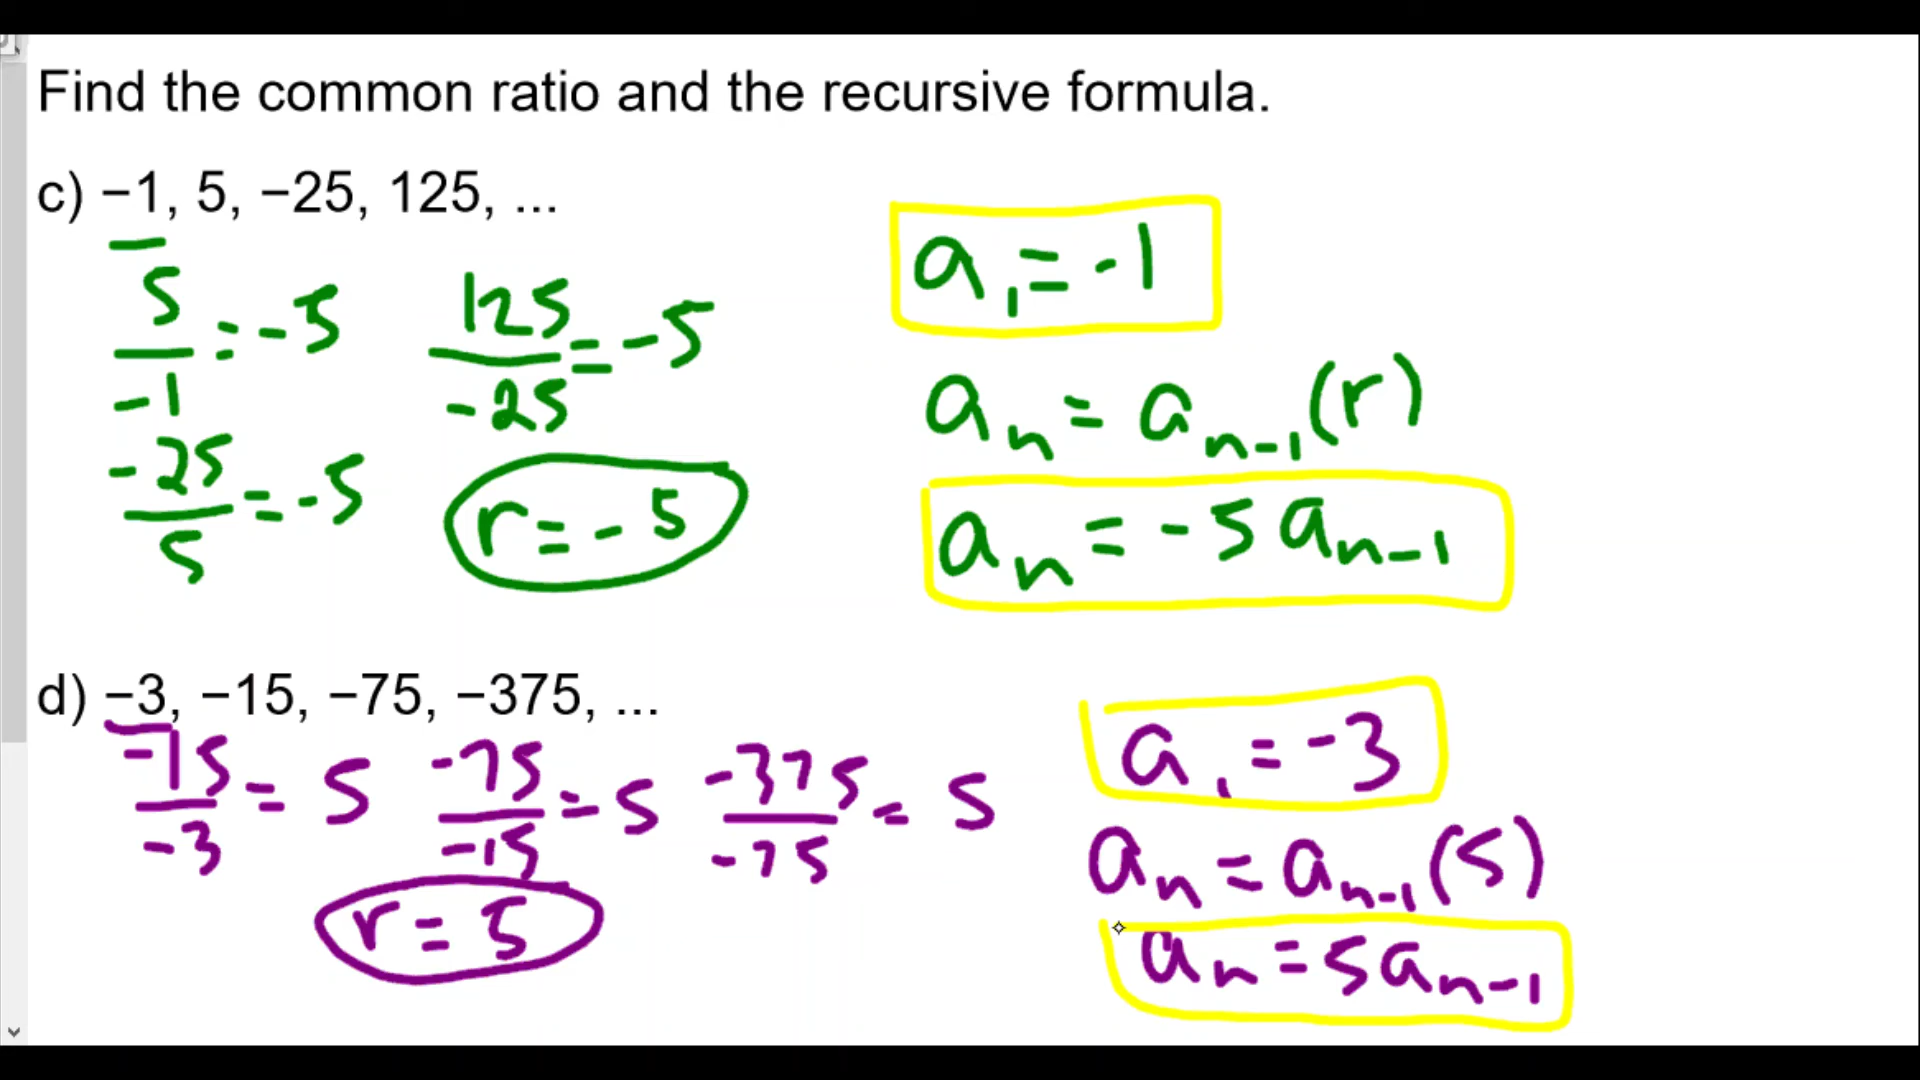 Find the common ratio and the recursive formula.
c) −1, 5, −25, 125, ...
5/-1 = -5
125/-25 = -5
-25/5 = -5
r = -5
a₁ = -1
aₙ = aₙ₋₁(r)
aₙ = -5aₙ₋₁
d) −3, −15, −75, −375, ...
-15/-3 = 5
-75/-15 = 5
-375/-75 = 5
r = 5
a₁ = -3
aₙ = aₙ₋₁(5)
aₙ = 5aₙ₋₁